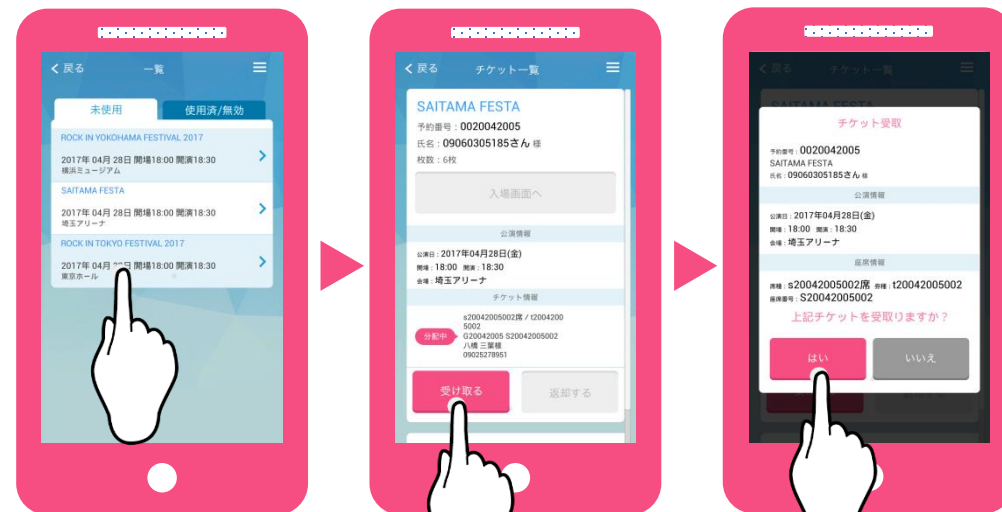 戻る 一覧
未使用 使用済/無効
ROCK IN YOKOHAMA FESTIVAL 2017
2017年 04月 28日 開場18:00 開演18:30
横浜ミュージアム
SAITAMA FESTA
2017年 04月 28日 開場18:00 開演18:30
埼玉アリーナ
ROCK IN TOKYO FESTIVAL 2017
2017年 04月 日 開場18:00 開演18:30
東京ホール
戻る チケット一覧
SAITAMA FESTA
予約番号 : 0020042005
氏名 : 09060305185さん 様
枚数 : 6枚
入場画面へ
公演情報
公演日 : 2017年04月28日(金)
開場 : 18:00 開演 : 18:30
会場 : 埼玉アリーナ
チケット情報
s20042005002席 / t2004200
5002
分配中
G20042005 S20042005002
八橋 三葉様
09025278951
受け取る 返却する
戻る チケット一覧
SAITAMA FESTA
チケット受取
予約番号 : 0020042005
SAITAMA FESTA
氏名 : 09060305185さん 様
公演情報
公演日 : 2017年04月28日(金)
開場 : 18:00 開演 : 18:30
会場 : 埼玉アリーナ
座席情報
席種 : s20042005002席 券種 : t20042005002
座席番号 : S20042005002
上記チケットを受取りますか？
はい いいえ